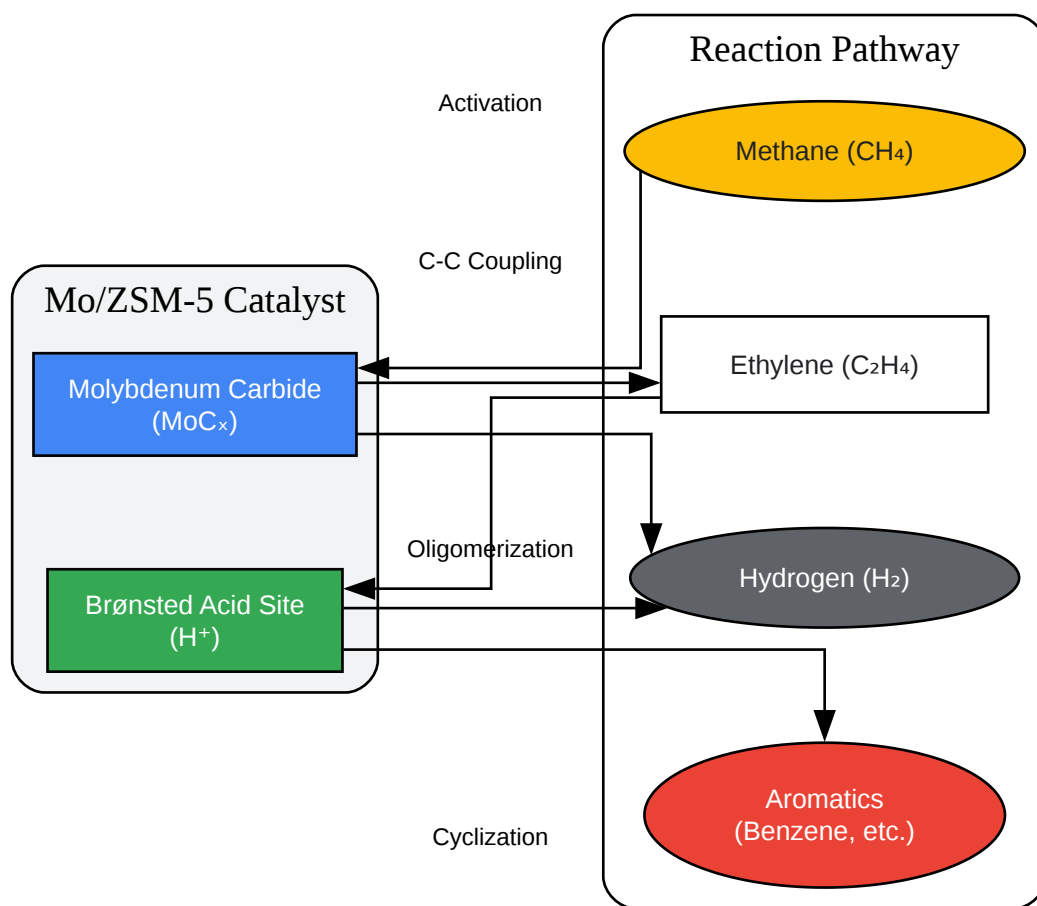 Reaction Pathway
Activation
Methane (CH₄)
C-C Coupling
Mo/ZSM-5 Catalyst
Molybdenum Carbide
(MoCₓ)
Ethylene (C₂H₄)
Oligomerization
Hydrogen (H₂)
Brønsted Acid Site
(H⁺)
Aromatics
(Benzene, etc.)
Cyclization